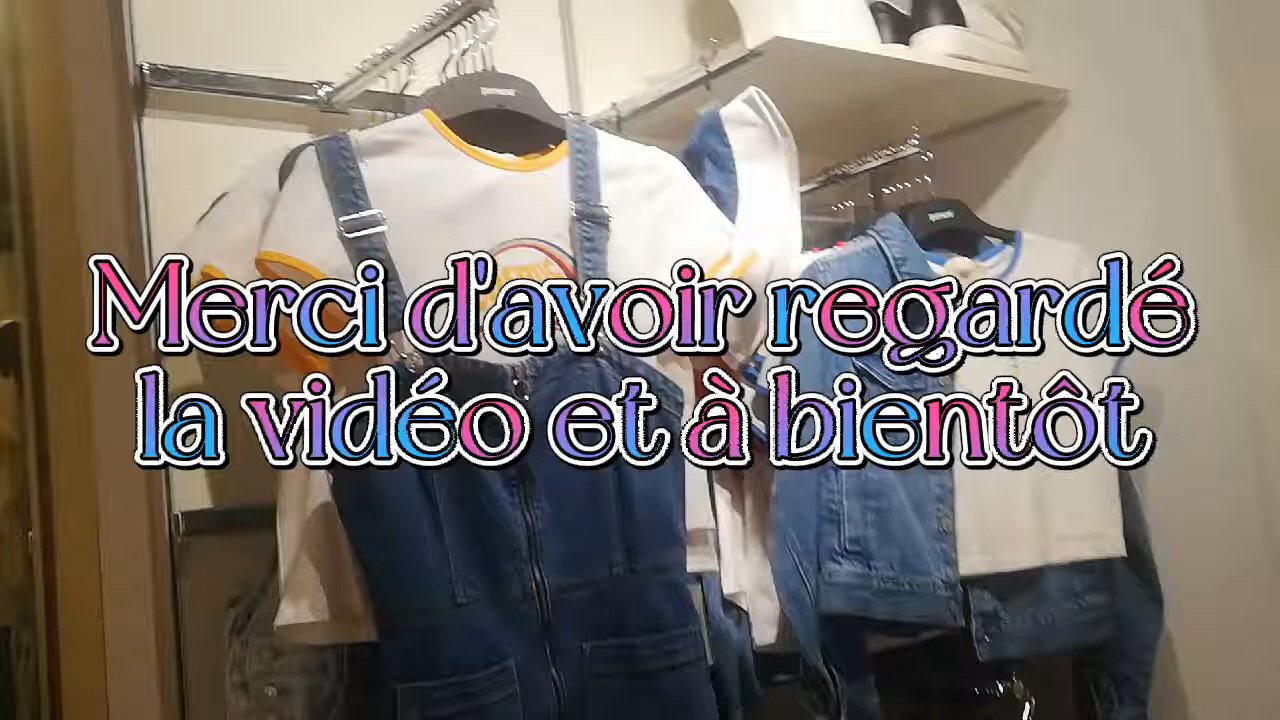 Merci d'avoir regardé
la vidéo et à bientôt